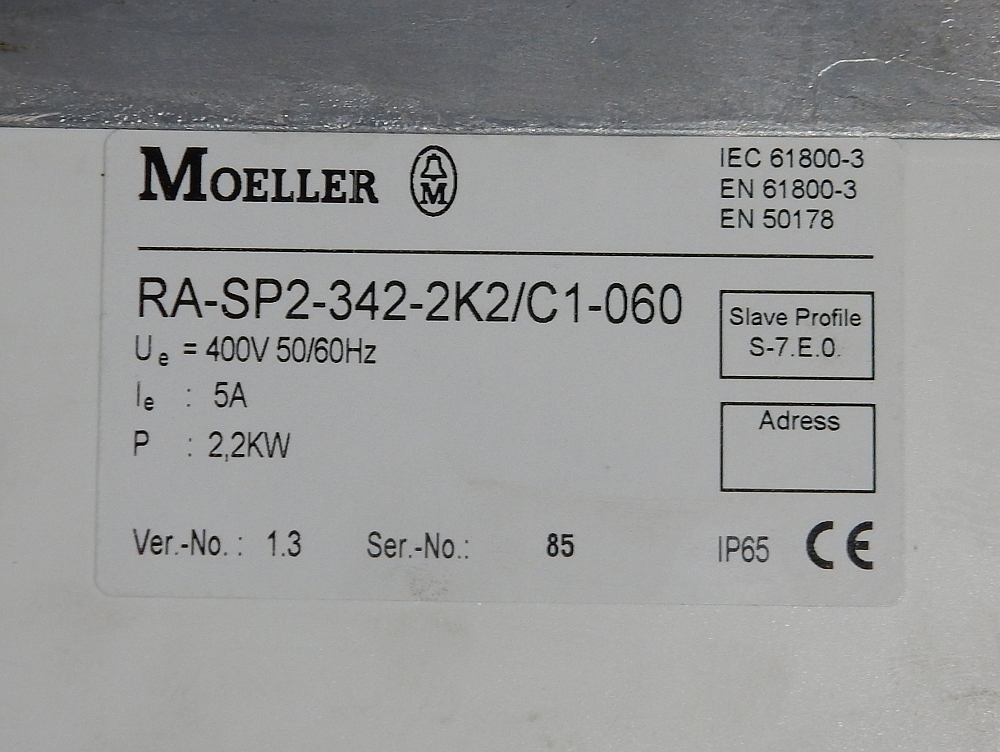 MOELLER
M
IEC 61800-3
EN 61800-3
EN 50178
RA-SP2-342-2K2/C1-060
Ue = 400V 50/60Hz
Ie : 5A
P : 2,2KW
Slave Profile
S-7.E.0.
Adress
Ver.-No. : 1.3 Ser.-No.: 85
IP65 CE